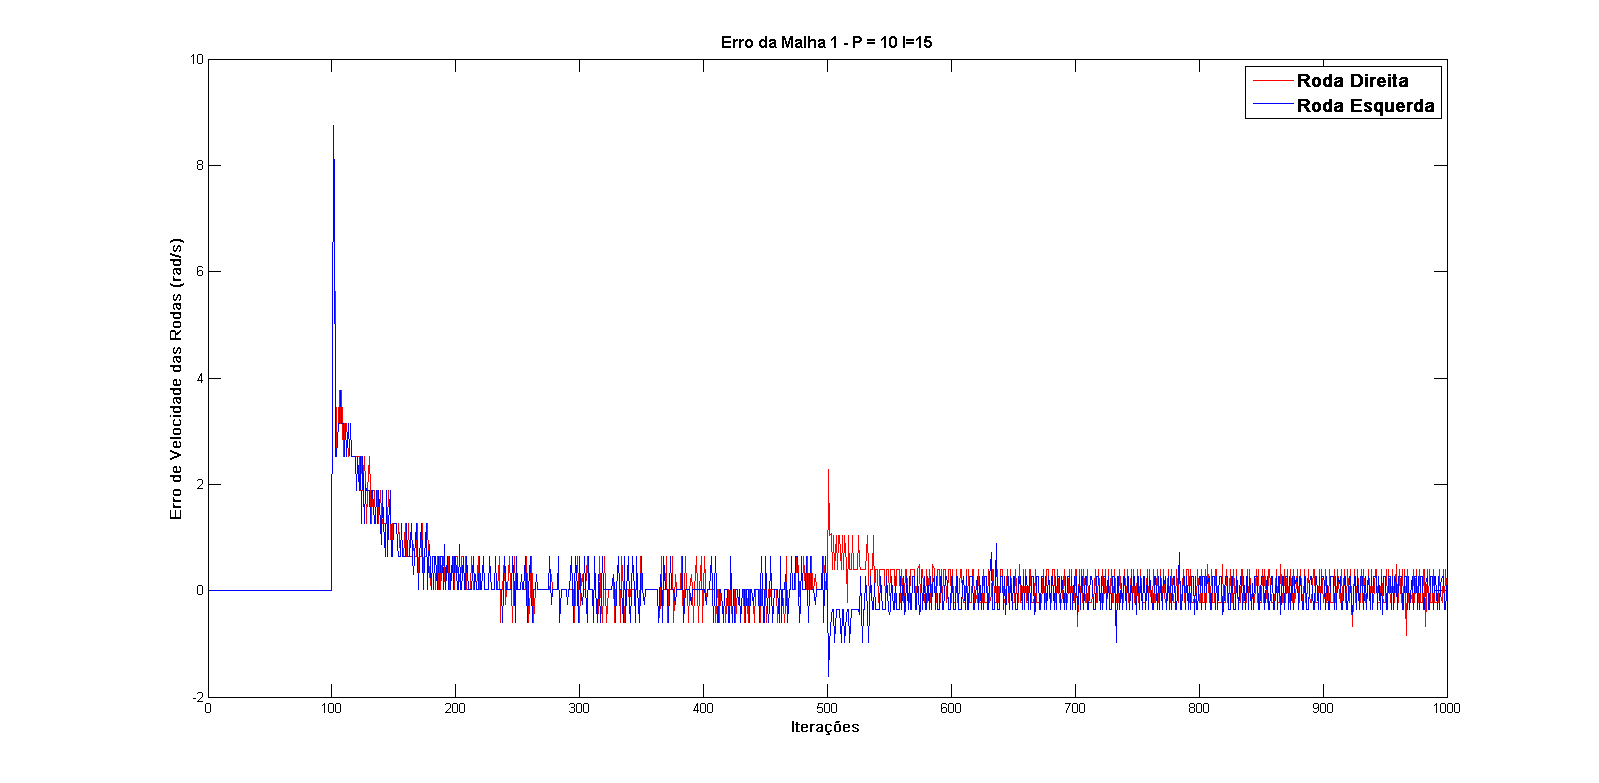 Erro da Malha 1 - P = 10 I=15
10
8
6
4
2
0
-2
Erro de Velocidade das Rodas (rad/s)
Roda Direita
Roda Esquerda
0 100 200 300 400 500 600 700 800 900 1000
Iterações